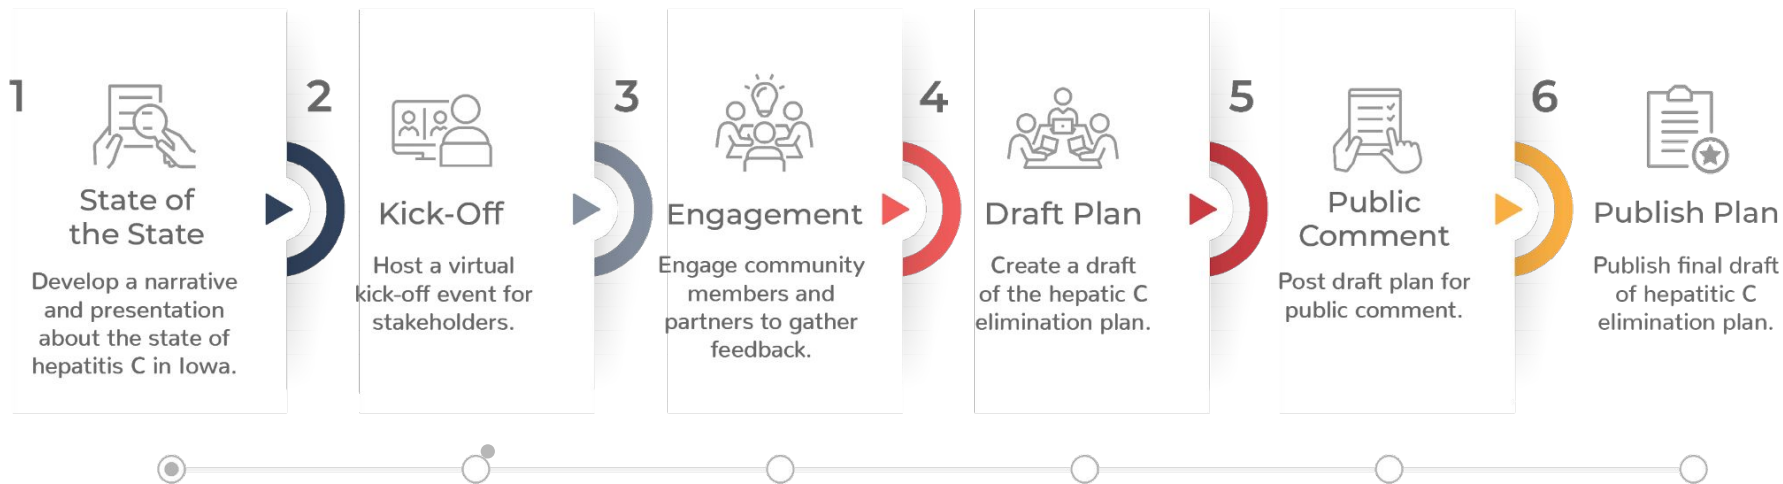 1
State of
the State
Develop a narrative
and presentation
about the state of
hepatitis C in Iowa.
2
Kick-Off
Host a virtual
kick-off event for
stakeholders.
3
Engagement
Engage community
members and
partners to gather
feedback.
4
Draft Plan
Create a draft
of the hepatic C
elimination plan.
5
Public
Comment
Post draft plan for
public comment.
6
Publish Plan
Publish final draft
of hepatitic C
elimination plan.